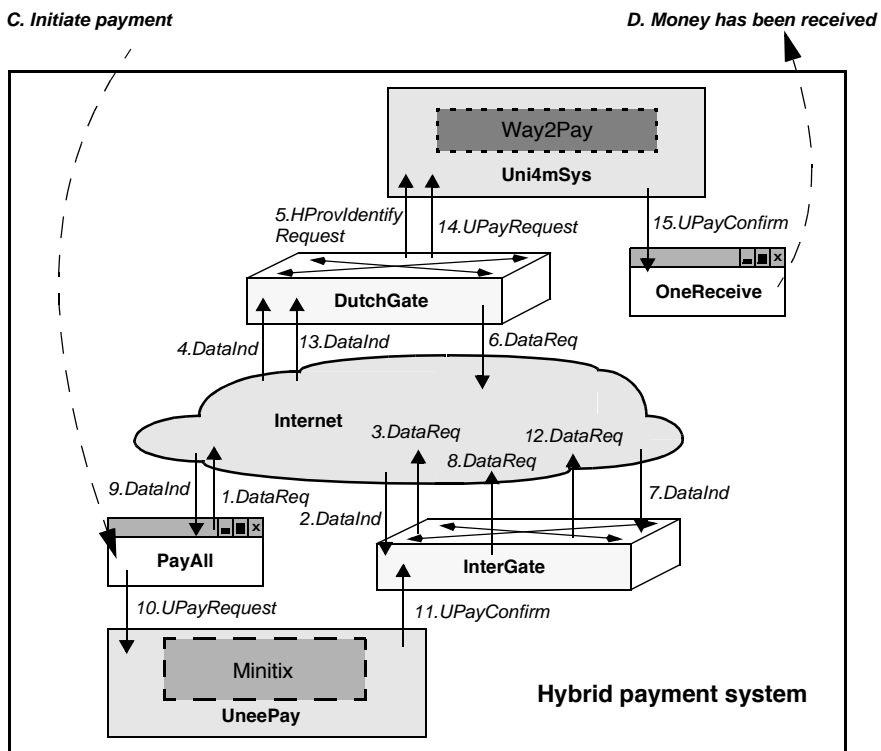 C. Initiate payment
D. Money has been received
Way2Pay
Uni4mSys
5.HProvIdentify
Request
14.UPayRequest
15.UPayConfirm
x
OneReceive
DutchGate
4.DataInd
13.DataInd
6.DataReq
Internet
3.DataReq
12.DataReq
8.DataReq
9.DataInd
1.DataReq
2.DataInd
7.DataInd
x
PayAll
InterGate
10.UPayRequest
11.UPayConfirm
Minitix
UneePay
Hybrid payment system